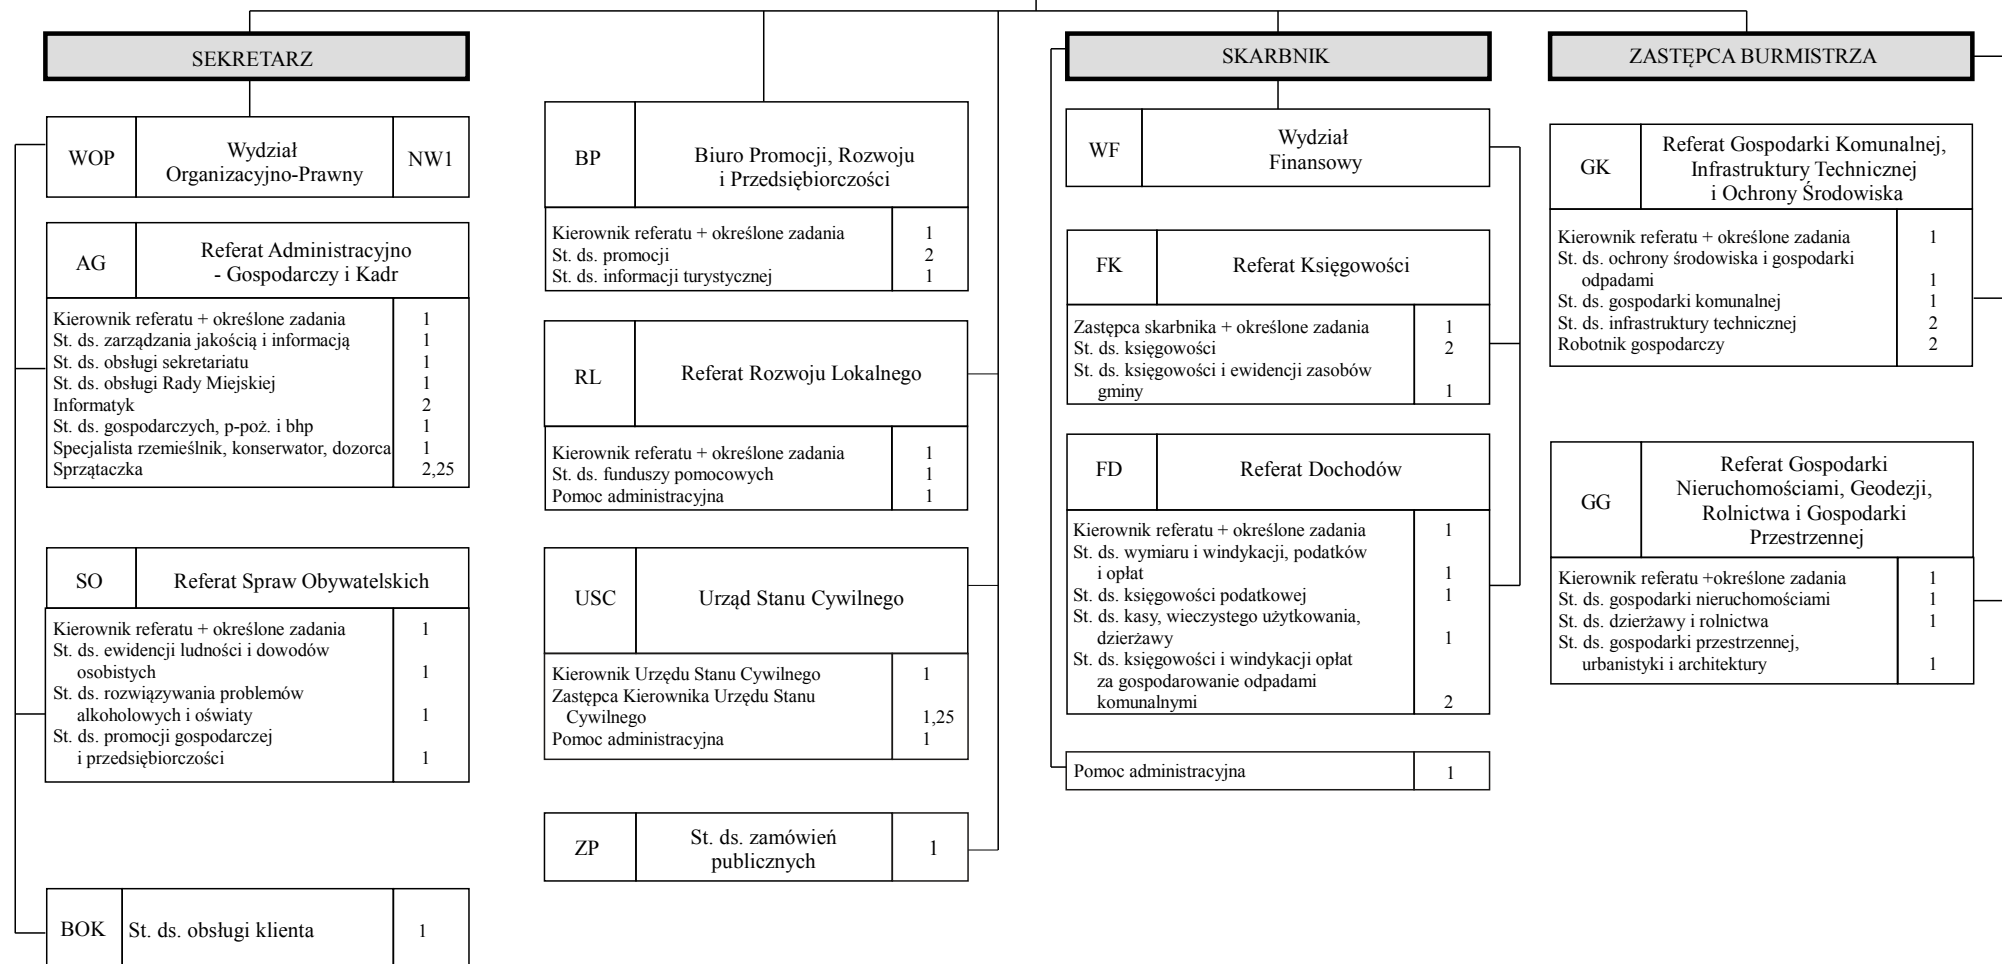 SEKRETARZ
WOP
Wydział
Organizacyjno-Prawny
NW1
AG
Referat Administracyjno
- Gospodarczy i Kadr
Kierownik referatu + określone zadania 1
St. ds. zarządzania jakością i informacją 1
St. ds. obsługi sekretariatu 1
St. ds. obsługi Rady Miejskiej 1
Informatyk 2
St. ds. gospodarczych, p-poż. i bhp 1
Specjalista rzemieślnik, konserwator, dozorca 1
Sprzątaczka 2,25
SO
Referat Spraw Obywatelskich
Kierownik referatu + określone zadania 1
St. ds. ewidencji ludności i dowodów
osobistych 1
St. ds. rozwiązywania problemów
alkoholowych i oświaty 1
St. ds. promocji gospodarczej
i przedsiębiorczości 1
BOK
St. ds. obsługi klienta
1
BP
Biuro Promocji, Rozwoju
i Przedsiębiorczości
Kierownik referatu + określone zadania 1
St. ds. promocji 2
St. ds. informacji turystycznej 1
RL
Referat Rozwoju Lokalnego
Kierownik referatu + określone zadania 1
St. ds. funduszy pomocowych 1
Pomoc administracyjna 1
USC
Urząd Stanu Cywilnego
Kierownik Urzędu Stanu Cywilnego 1
Zastępca Kierownika Urzędu Stanu
Cywilnego 1,25
Pomoc administracyjna 1
ZP
St. ds. zamówień
publicznych
1
SKARBNIK
WF
Wydział
Finansowy
FK
Referat Księgowości
Zastępca skarbnika + określone zadania 1
St. ds. księgowości 2
St. ds. księgowości i ewidencji zasobów
gminy 1
FD
Referat Dochodów
Kierownik referatu + określone zadania 1
St. ds. wymiaru i windykacji, podatków
i opłat 1
St. ds. księgowości podatkowej 1
St. ds. kasy, wieczystego użytkowania,
dzierżawy 1
St. ds. księgowości i windykacji opłat
za gospodarowanie odpadami
komunalnymi 2
Pomoc administracyjna 1
ZASTĘPCA BURMISTRZA
GK
Referat Gospodarki Komunalnej,
Infrastruktury Technicznej
i Ochrony Środowiska
Kierownik referatu + określone zadania 1
St. ds. ochrony środowiska i gospodarki
odpadami 1
St. ds. gospodarki komunalnej 1
St. ds. infrastruktury technicznej 2
Robotnik gospodarczy 2
GG
Referat Gospodarki
Nieruchomościami, Geodezji,
Rolnictwa i Gospodarki
Przestrzennej
Kierownik referatu +określone zadania 1
St. ds. gospodarki nieruchomościami 1
St. ds. dzierżawy i rolnictwa 1
St. ds. gospodarki przestrzennej,
urbanistyki i architektury 1